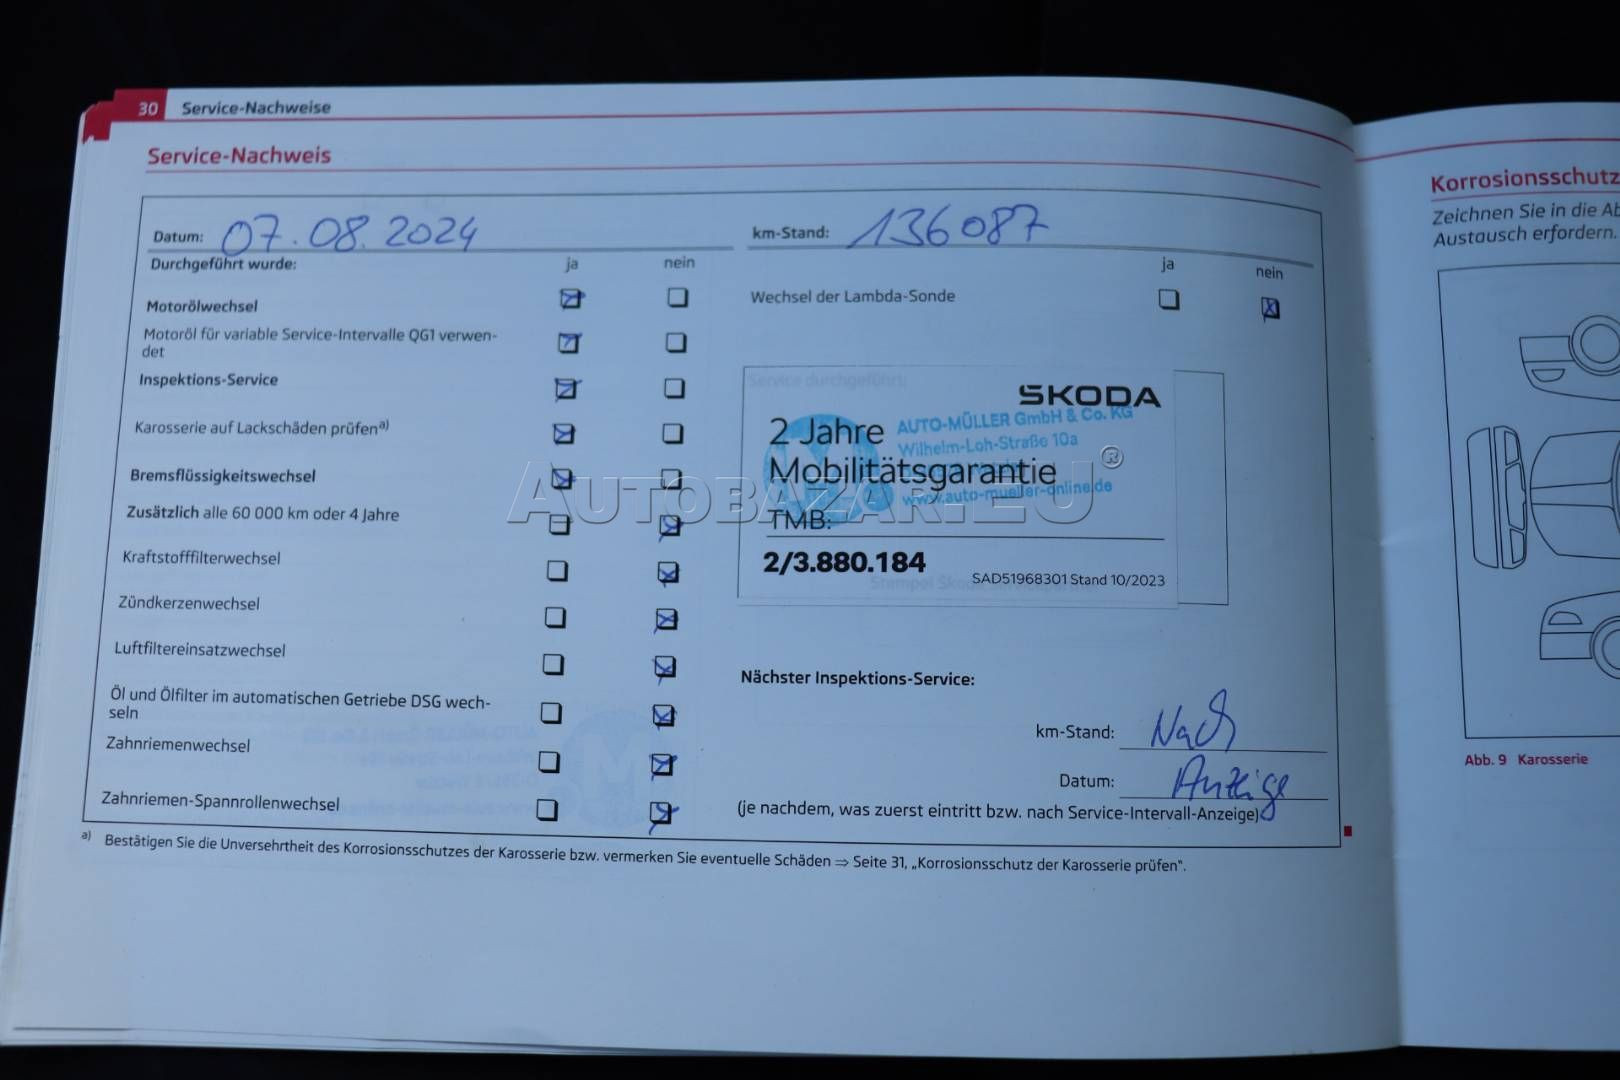 30 Service-Nachweise
Service-Nachweis
Datum: 07.08.2024
km-Stand: 136087
Durchgeführt wurde:
ja
nein
Motorölwechsel
Motoröl für variable Service-Intervalle QG1 verwen-
det
Inspektions-Service
Karosserie auf Lackschäden prüfen a)
Bremsflüssigkeitswechsel
Zusätzlich alle 60 000 km oder 4 Jahre
Kraftstofffilterwechsel
Zündkerzenwechsel
Luftfiltereinsatzwechsel
Öl und Ölfilter im automatischen Getriebe DSG wech-
seln
Zahnriemenwechsel
Zahnriemen-Spannrollenwechsel
ja
nein
Wechsel der Lambda-Sonde
Service durchgeführt:
ŠKODA
AUTO-MÜLLER GmbH & Co. KG
2 Jahre
Wilhelm-Loh-Straße 10a
Mobilitätsgarantie
www.auto-mueller-online.de
TMB:
2/3.880.184
SAD51968301 Stand 10/2023
Nächster Inspektions-Service:
km-Stand: Nach
Datum: Anzeige
(je nachdem, was zuerst eintritt bzw. nach Service-Intervall-Anzeige)
a) Bestätigen Sie die Unversehrtheit des Korrosionsschutzes der Karosserie bzw. vermerken Sie eventuelle Schäden ⇒ Seite 31, „Korrosionsschutz der Karosserie prüfen“.
AUTOBAZAR.EU®
Korrosionsschutz
Zeichnen Sie in die Ab
Austausch erfordern.
Abb. 9 Karosserie